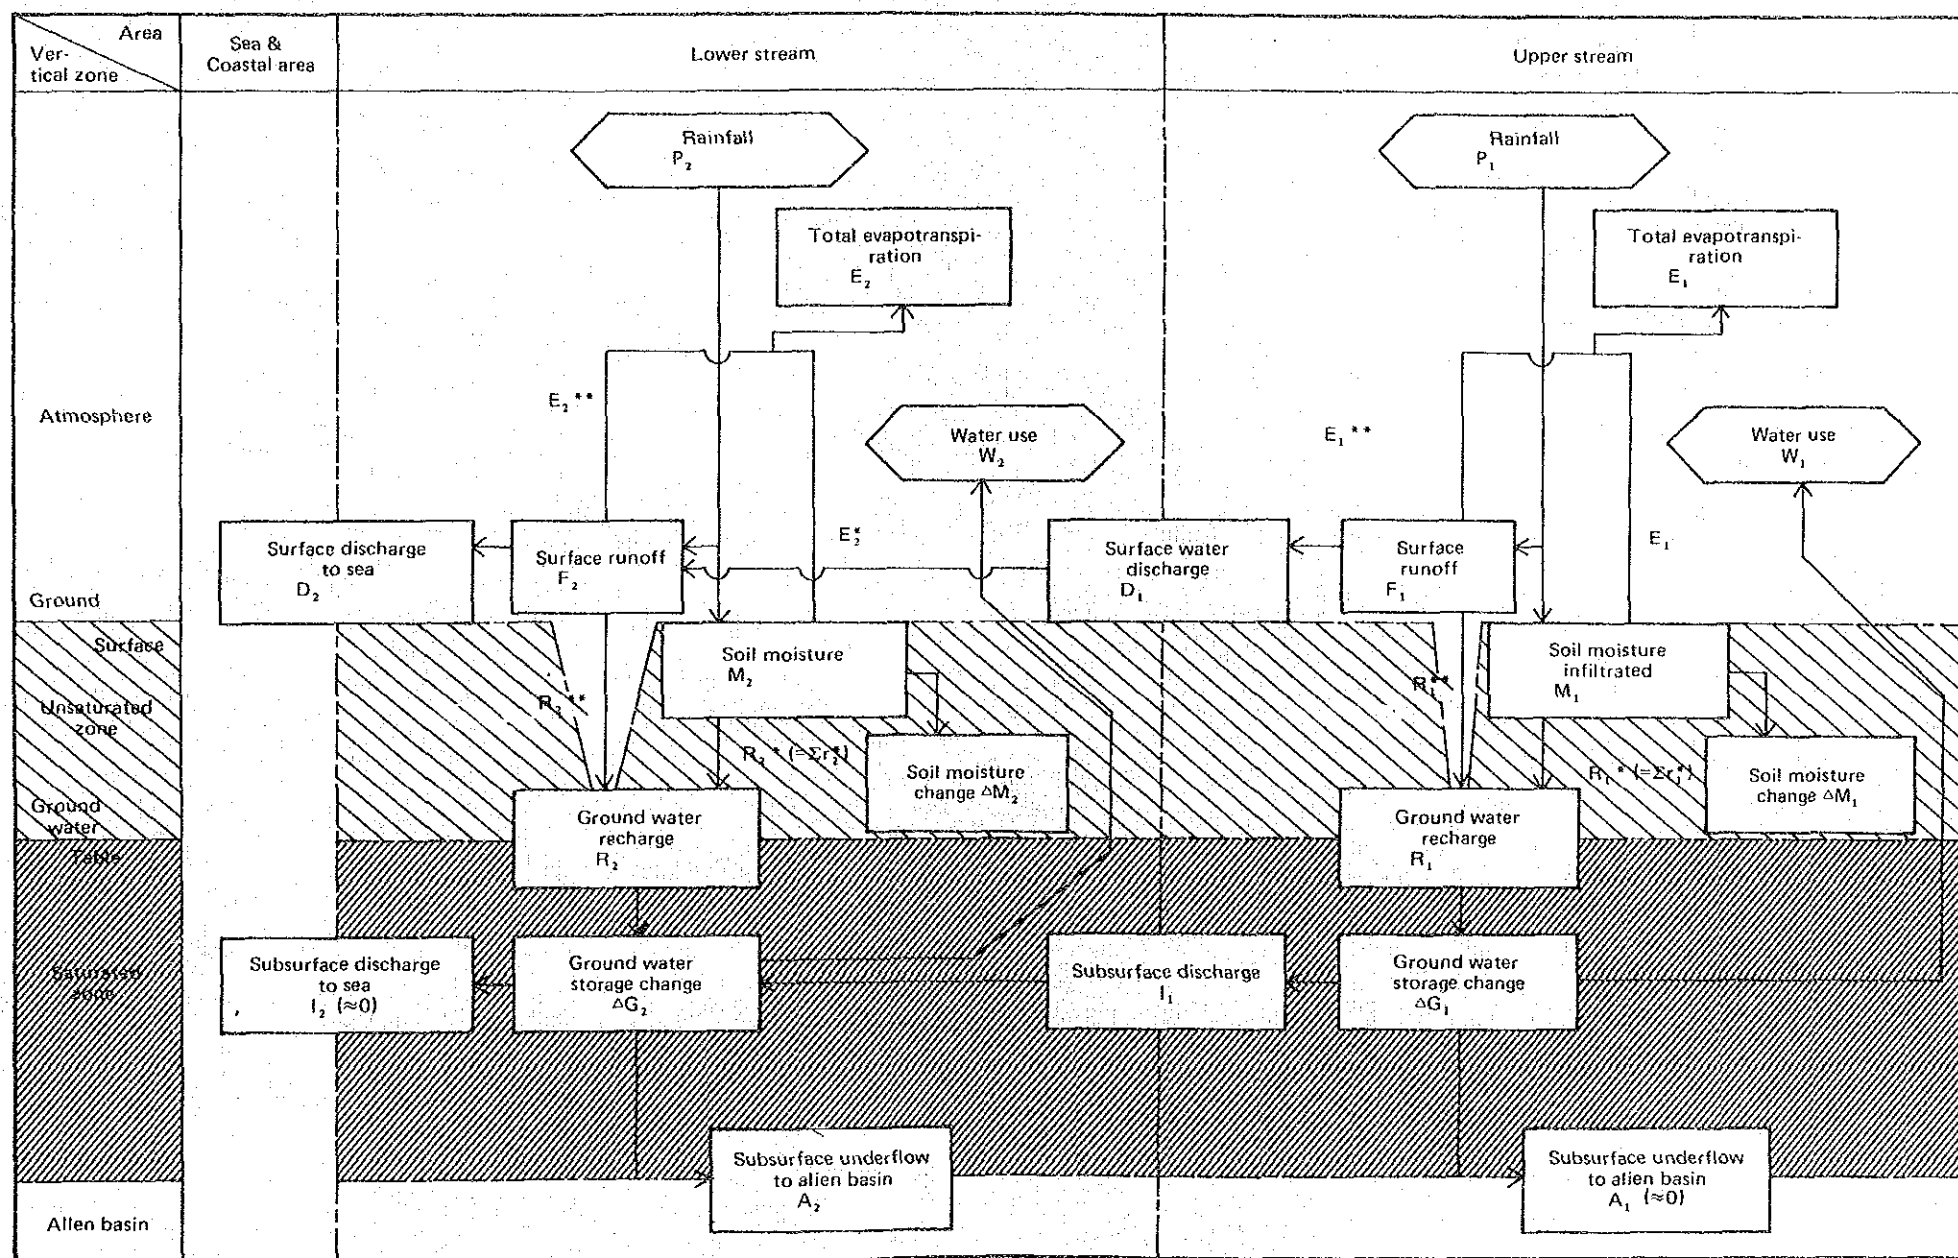 Area
Ver-
tical zone
Sea &
Coastal area
Lower stream
Upper stream
Rainfall
P₂
Rainfall
P₁
Total evapotranspi-
ration
E₂
Total evapotranspi-
ration
E₁
E₂ **
Atmosphere
Water use
W₂
E₁ **
Water use
W₁
Surface discharge
to sea
D₂
Surface runoff
F₂
E₂*
Surface water
discharge
D₁
Surface
runoff
F₁
E₁
Ground
Surface
Soil moisture
M₂
Soil moisture
infiltrated
M₁
Unsaturated
zone
R₂**
R₁**
R₂ * (=Σr₂*)
Soil moisture
change ΔM₂
R₁ * (=Σr₁*)
Soil moisture
change ΔM₁
Ground
water
Table
Ground water
recharge
R₂
Ground water
recharge
R₁
Saturated
zone
Subsurface discharge
to sea
I₂ (≈0)
Ground water
storage change
ΔG₂
Subsurface discharge
I₁
Ground water
storage change
ΔG₁
Subsurface underflow
to alien basin
A₂
Subsurface underflow
to alien basin
A₁ (≈0)
Alien basin